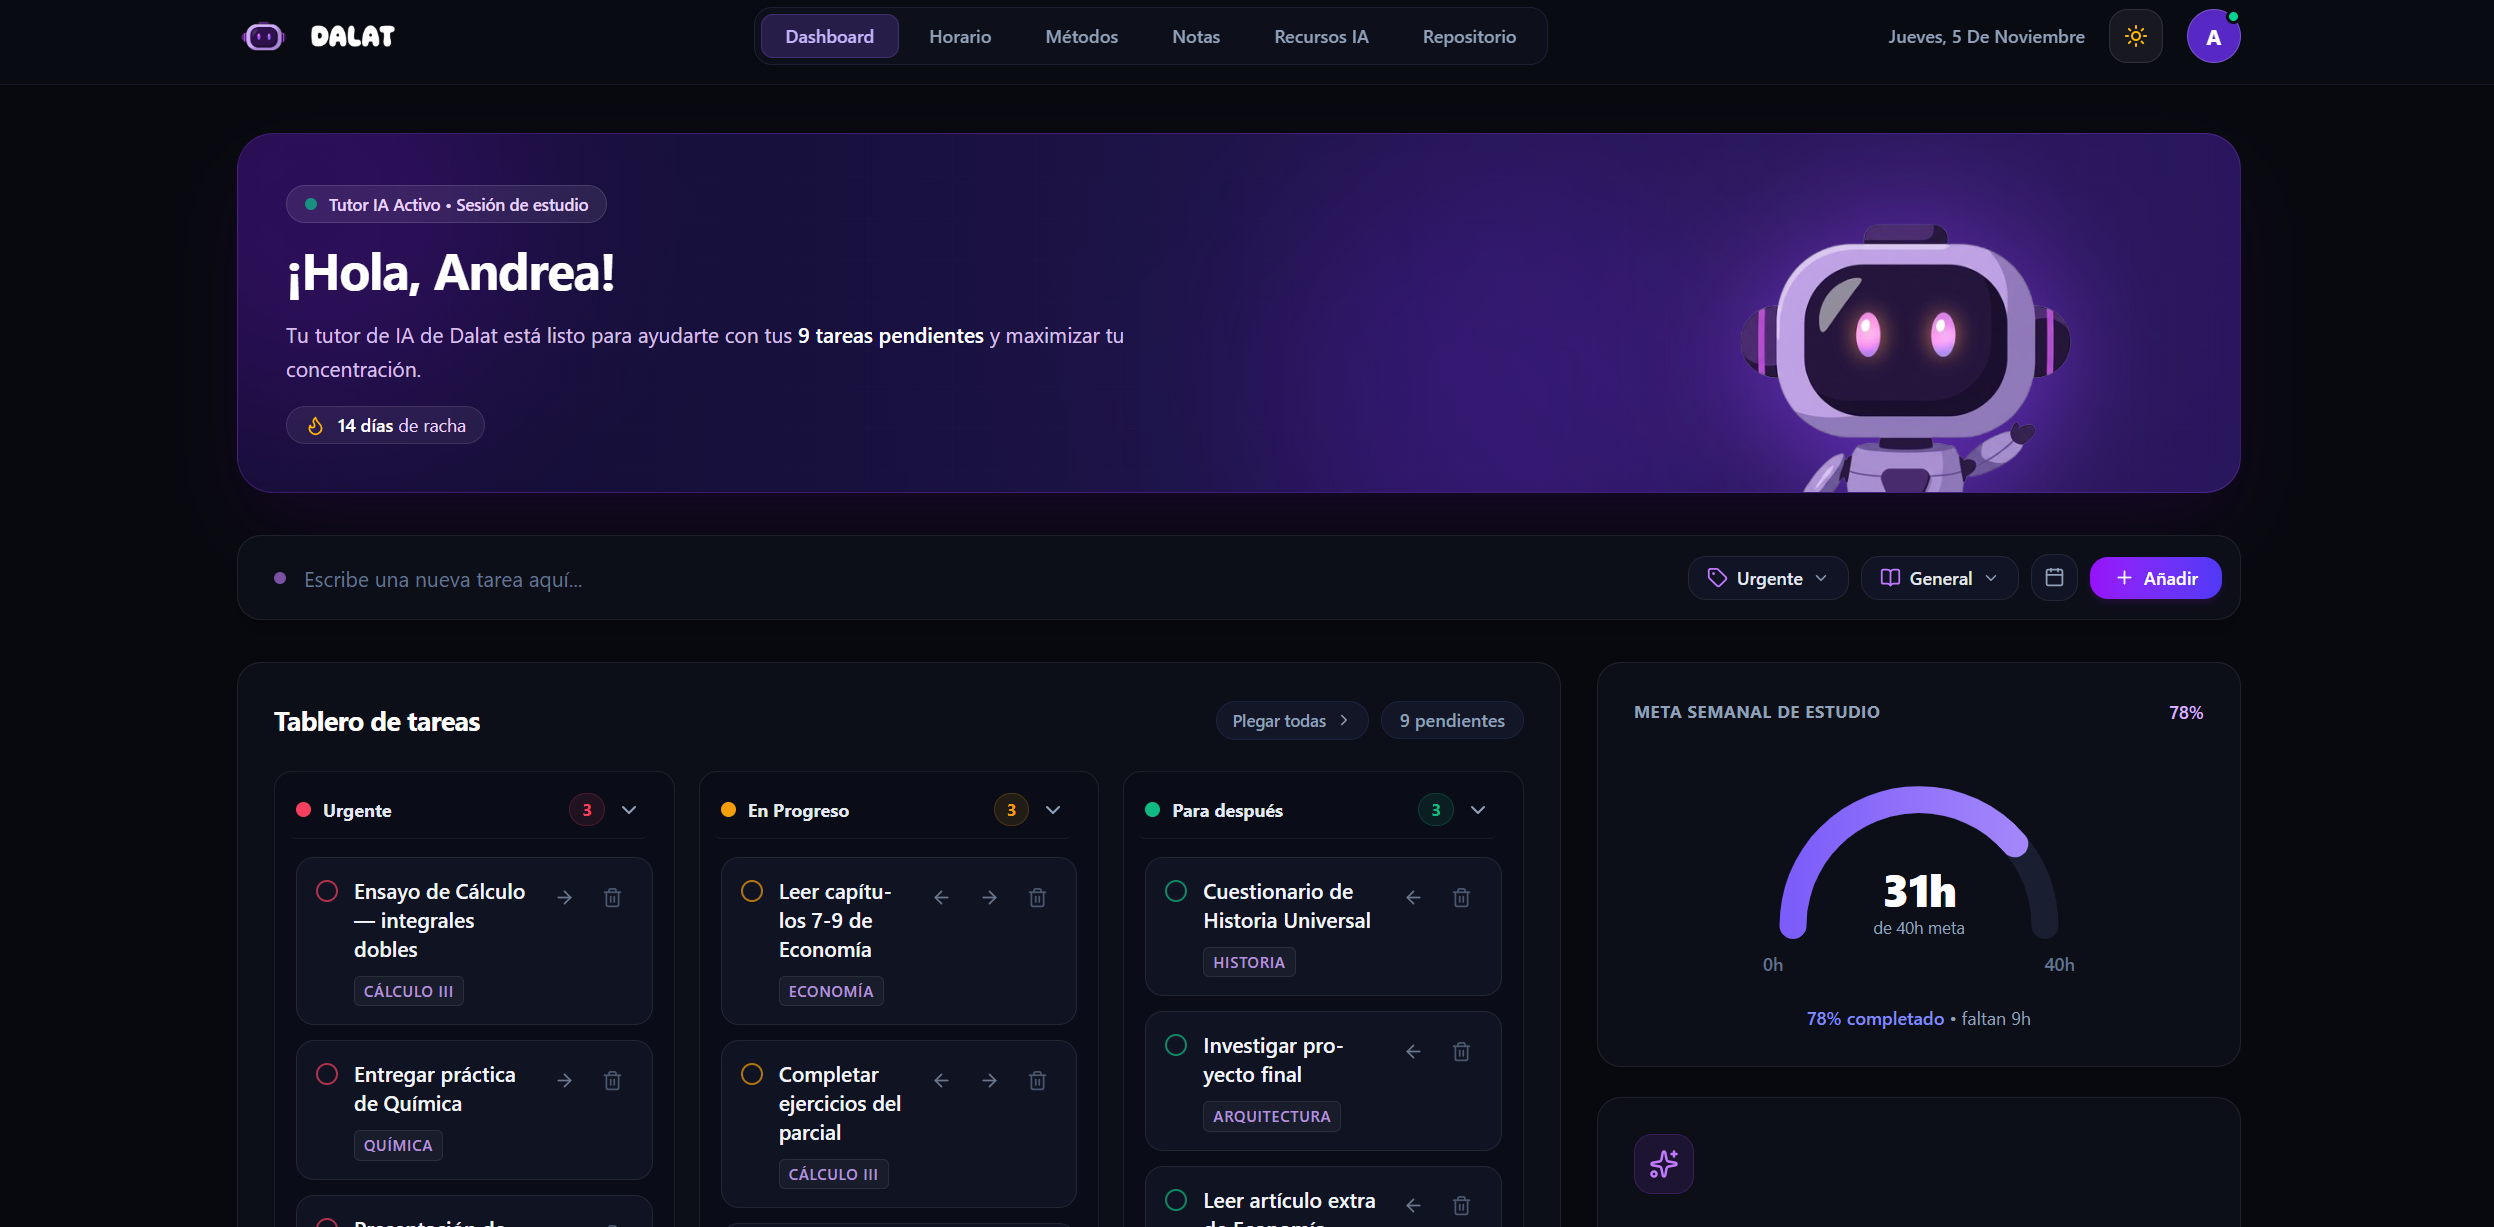 DALAT
Dashboard
Horario
Métodos
Notas
Recursos IA
Repositorio
Jueves, 5 De Noviembre
A
Tutor IA Activo • Sesión de estudio
¡Hola, Andrea!
Tu tutor de IA de Dalat está listo para ayudarte con tus 9 tareas pendientes y maximizar tu
concentración.
14 días de racha
Escribe una nueva tarea aquí...
Urgente
General
Añadir
Tablero de tareas
Plegar todas
9 pendientes
Urgente
3
Ensayo de Cálculo
— integrales
dobles
CÁLCULO III
Entregar práctica
de Química
QUÍMICA
En Progreso
3
Leer capítu-
los 7-9 de
Economía
ECONOMÍA
Completar
ejercicios del
parcial
CÁLCULO III
Para después
3
Cuestionario de
Historia Universal
HISTORIA
Investigar pro-
yecto final
ARQUITECTURA
Leer artículo extra
de Economía
META SEMANAL DE ESTUDIO
78%
31h
de 40h meta
0h
40h
78% completado • faltan 9h